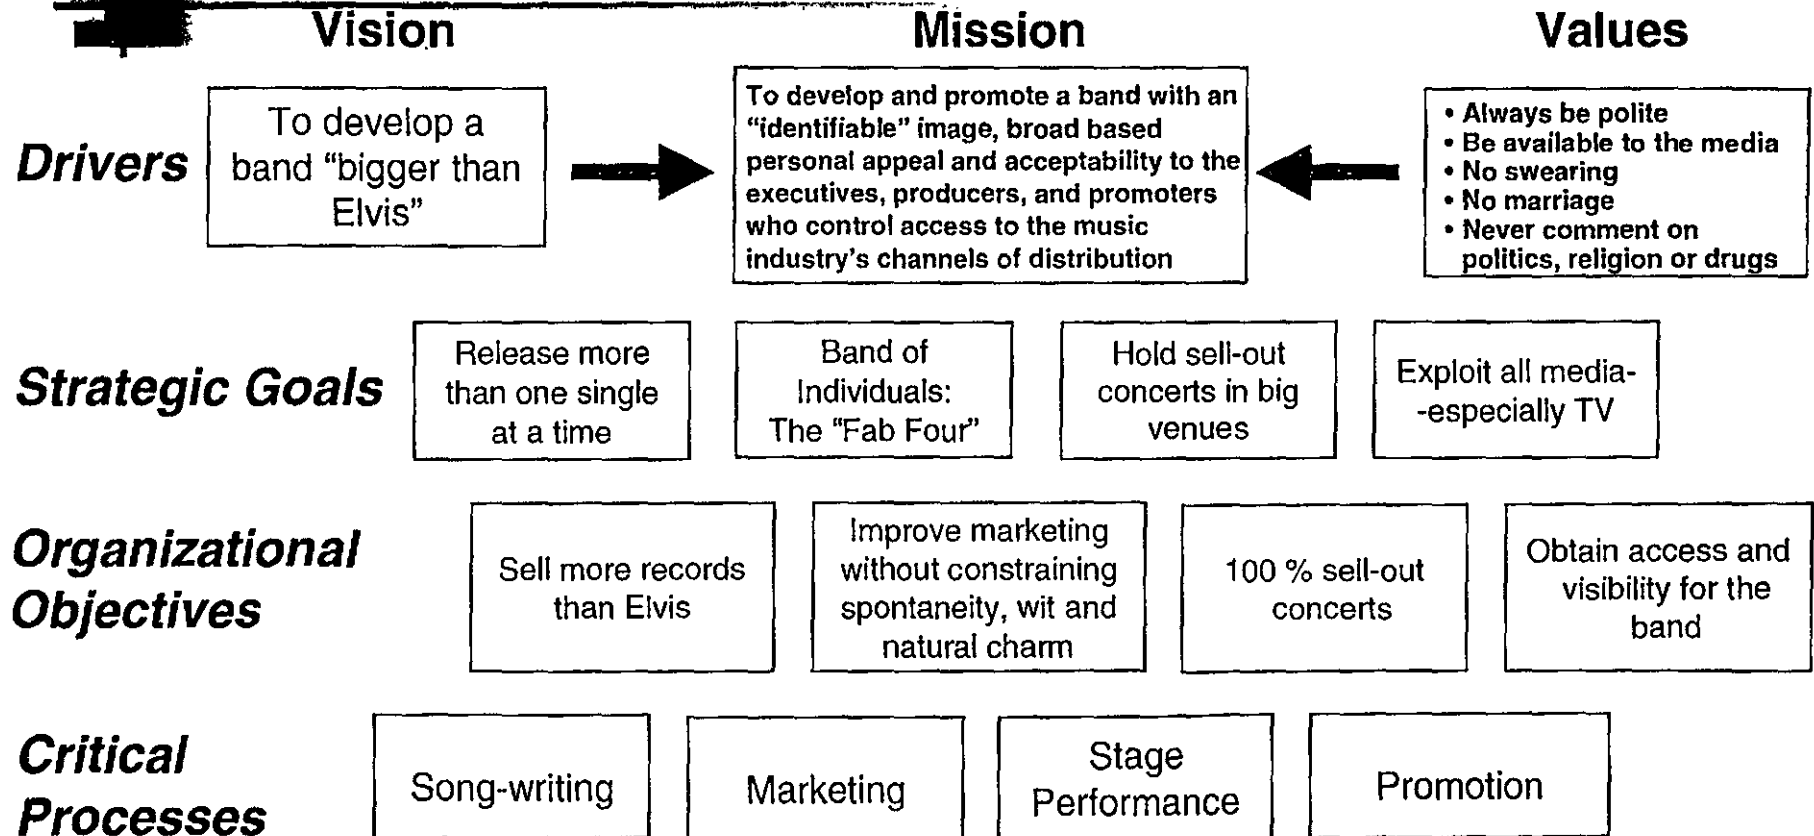 Vision
Mission
Values
Drivers
To develop a
band “bigger than
Elvis”
To develop and promote a band with an
“identifiable” image, broad based
personal appeal and acceptability to the
executives, producers, and promoters
who control access to the music
industry’s channels of distribution
• Always be polite
• Be available to the media
• No swearing
• No marriage
• Never comment on
politics, religion or drugs
Strategic Goals
Release more
than one single
at a time
Band of
Individuals:
The “Fab Four”
Hold sell-out
concerts in big
venues
Exploit all media-
-especially TV
Organizational
Objectives
Sell more records
than Elvis
Improve marketing
without constraining
spontaneity, wit and
natural charm
100 % sell-out
concerts
Obtain access and
visibility for the
band
Critical
Processes
Song-writing
Marketing
Stage
Performance
Promotion